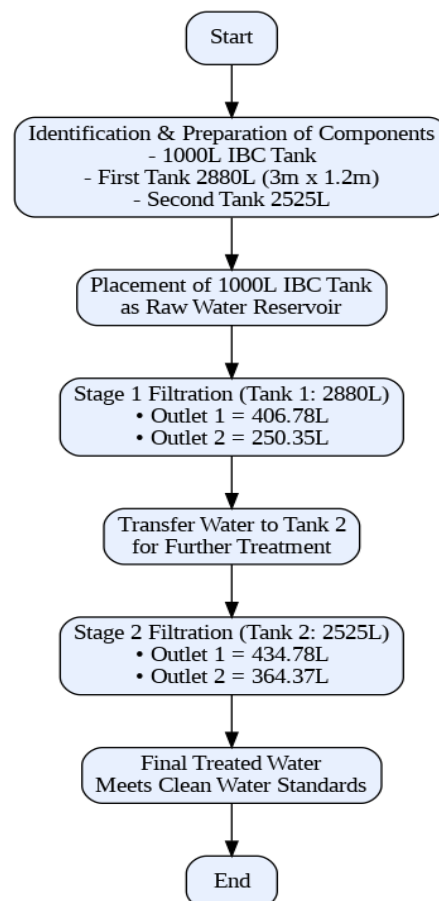 Start
Identification & Preparation of Components
- 1000L IBC Tank
- First Tank 2880L (3m x 1.2m)
- Second Tank 2525L
Placement of 1000L IBC Tank
as Raw Water Reservoir
Stage 1 Filtration (Tank 1: 2880L)
• Outlet 1 = 406.78L
• Outlet 2 = 250.35L
Transfer Water to Tank 2
for Further Treatment
Stage 2 Filtration (Tank 2: 2525L)
• Outlet 1 = 434.78L
• Outlet 2 = 364.37L
Final Treated Water
Meets Clean Water Standards
End